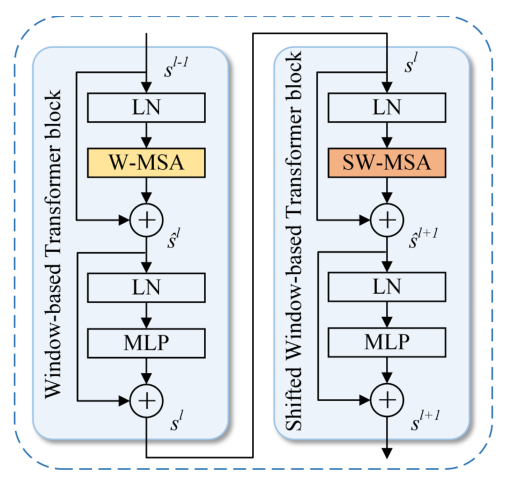 Window-based Transformer block
s^{l-1}
LN
W-MSA
+
ŝ^{l}
LN
MLP
+
s^{l}
Shifted Window-based Transformer block
s^{l}
LN
SW-MSA
+
ŝ^{l+1}
LN
MLP
+
s^{l+1}